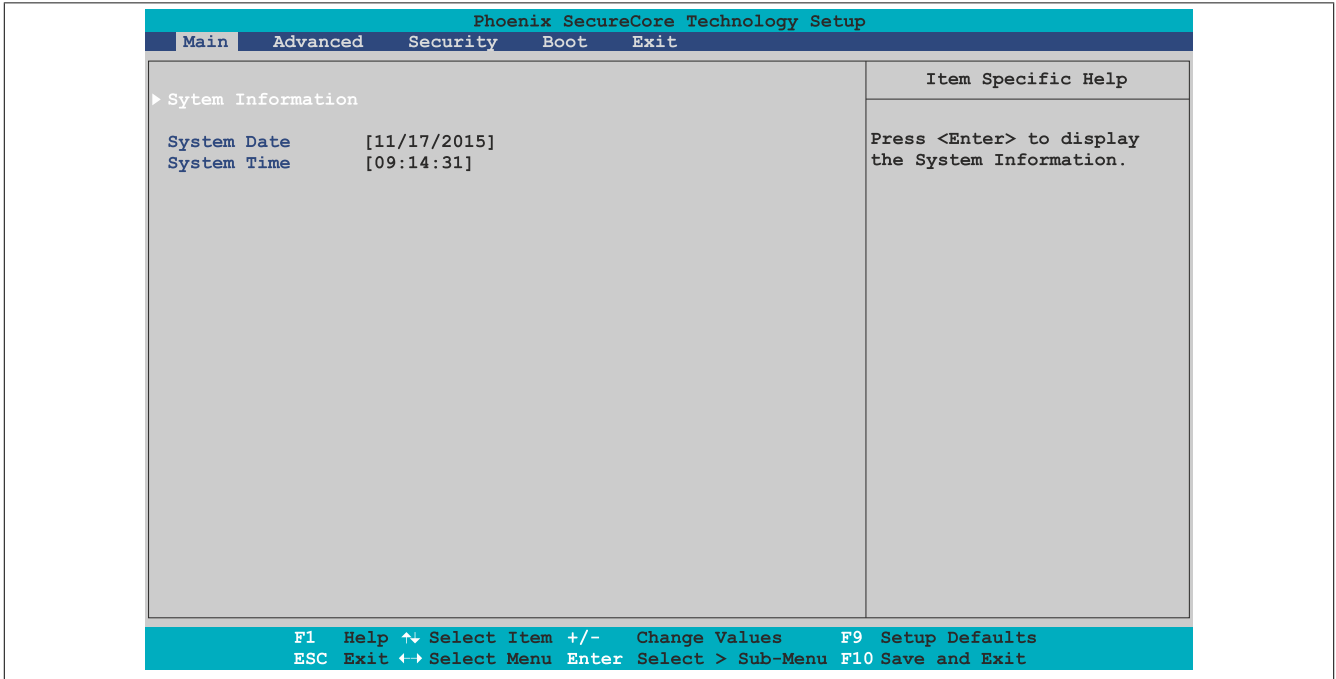 Phoenix SecureCore Technology Setup
Main Advanced Security Boot Exit
Sytem Information
System Date [11/17/2015]
System Time [09:14:31]
Item Specific Help
Press <Enter> to display
the System Information.
F1 Help ↑↓ Select Item +/- Change Values F9 Setup Defaults
ESC Exit ←→ Select Menu Enter Select > Sub-Menu F10 Save and Exit